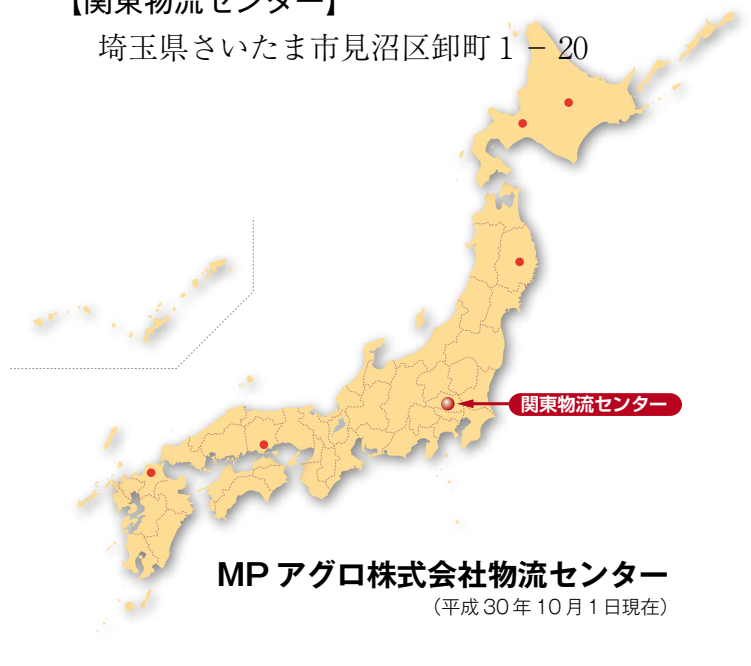 【関東物流センター】
埼玉県さいたま市見沼区卸町１－20
関東物流センター
MP アグロ株式会社物流センター
（平成 30 年 10 月 1 日現在）